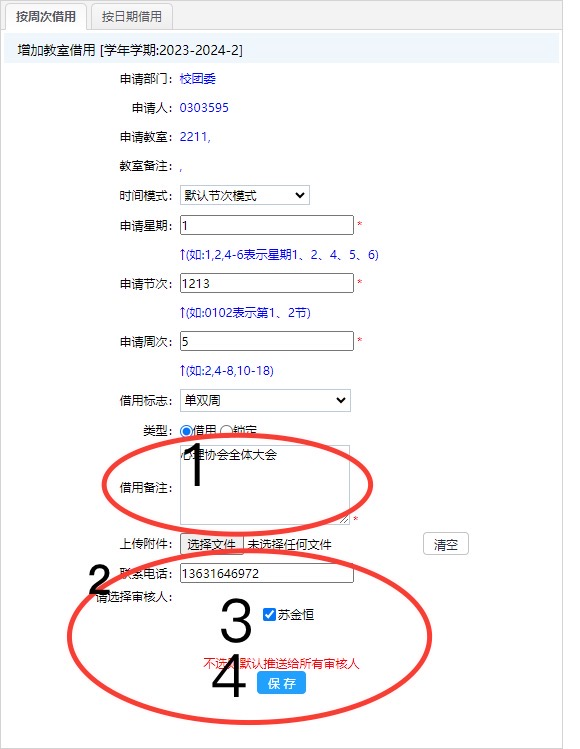 按周次借用 按日期借用
增加教室借用 [学年学期:2023-2024-2]
申请部门: 校团委
申请人: 0303595
申请教室: 2211,
教室备注: ,
时间模式: 默认节次模式
申请星期: 1 *
↑(如:1,2,4-6表示星期1、2、4、5、6)
申请节次: 1213 *
↑(如:0102表示第1、2节)
申请周次: 5 *
↑(如:2,4-8,10-18)
借用标志: 单双周
类型: 借用 锁定
1
心理协会全体大会
借用备注: *
上传附件: 选择文件 未选择任何文件 清空
2 联系电话: 13631646972
请选择审核人:
3 苏金恒
不选则默认推送给所有审核人
4 保 存